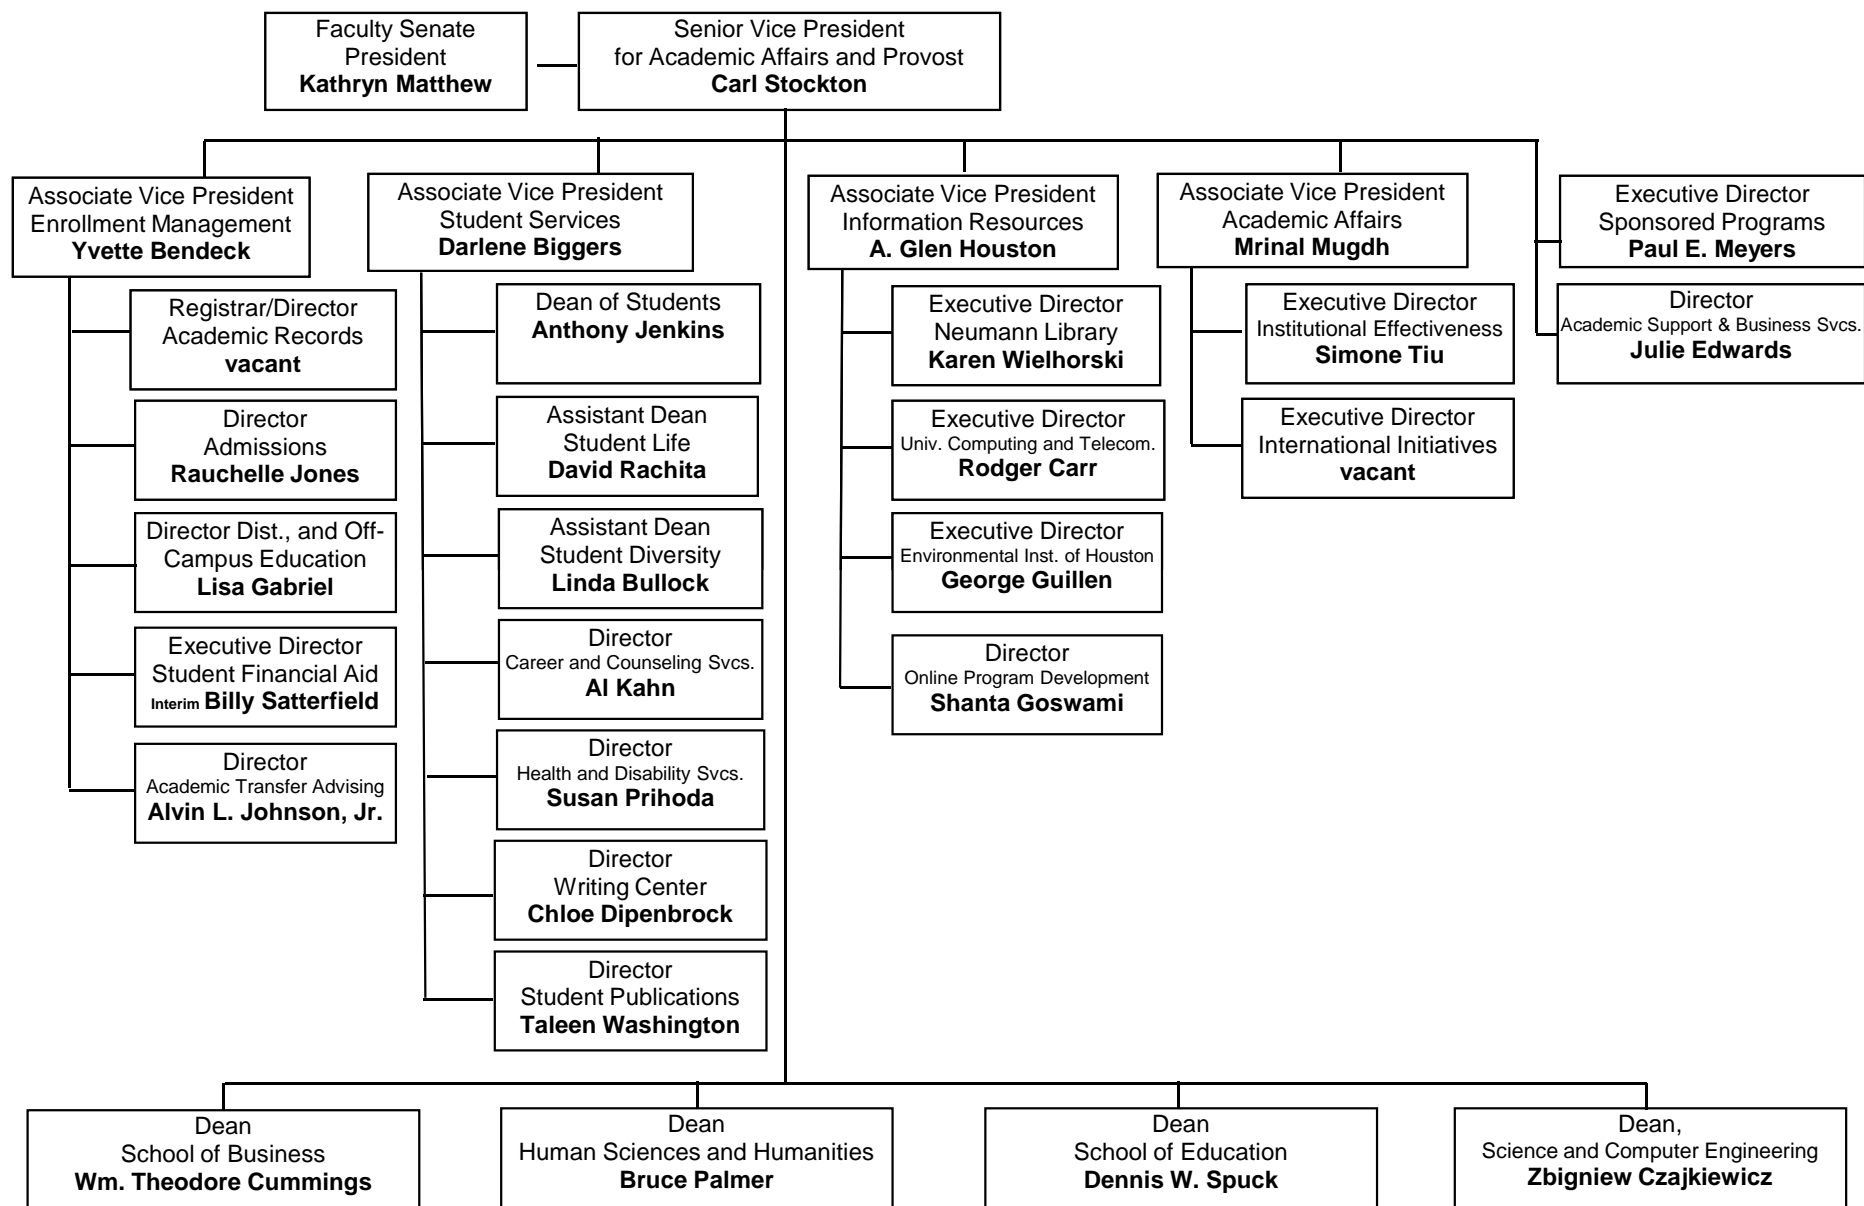 Faculty Senate
President
Kathryn Matthew
Senior Vice President
for Academic Affairs and Provost
Carl Stockton
Associate Vice President
Enrollment Management
Yvette Bendeck
Registrar/Director
Academic Records
vacant
Director
Admissions
Rauchelle Jones
Director Dist., and Off-
Campus Education
Lisa Gabriel
Executive Director
Student Financial Aid
Interim Billy Satterfield
Director
Academic Transfer Advising
Alvin L. Johnson, Jr.
Associate Vice President
Student Services
Darlene Biggers
Dean of Students
Anthony Jenkins
Assistant Dean
Student Life
David Rachita
Assistant Dean
Student Diversity
Linda Bullock
Director
Career and Counseling Svcs.
Al Kahn
Director
Health and Disability Svcs.
Susan Prihoda
Director
Writing Center
Chloe Dipenbrock
Director
Student Publications
Taleen Washington
Associate Vice President
Information Resources
A. Glen Houston
Executive Director
Neumann Library
Karen Wielhorski
Executive Director
Univ. Computing and Telecom.
Rodger Carr
Executive Director
Environmental Inst. of Houston
George Guillen
Director
Online Program Development
Shanta Goswami
Associate Vice President
Academic Affairs
Mrinal Mugdh
Executive Director
Institutional Effectiveness
Simone Tiu
Executive Director
International Initiatives
vacant
Executive Director
Sponsored Programs
Paul E. Meyers
Director
Academic Support & Business Svcs.
Julie Edwards
Dean
School of Business
Wm. Theodore Cummings
Dean
Human Sciences and Humanities
Bruce Palmer
Dean
School of Education
Dennis W. Spuck
Dean,
Science and Computer Engineering
Zbigniew Czajkiewicz